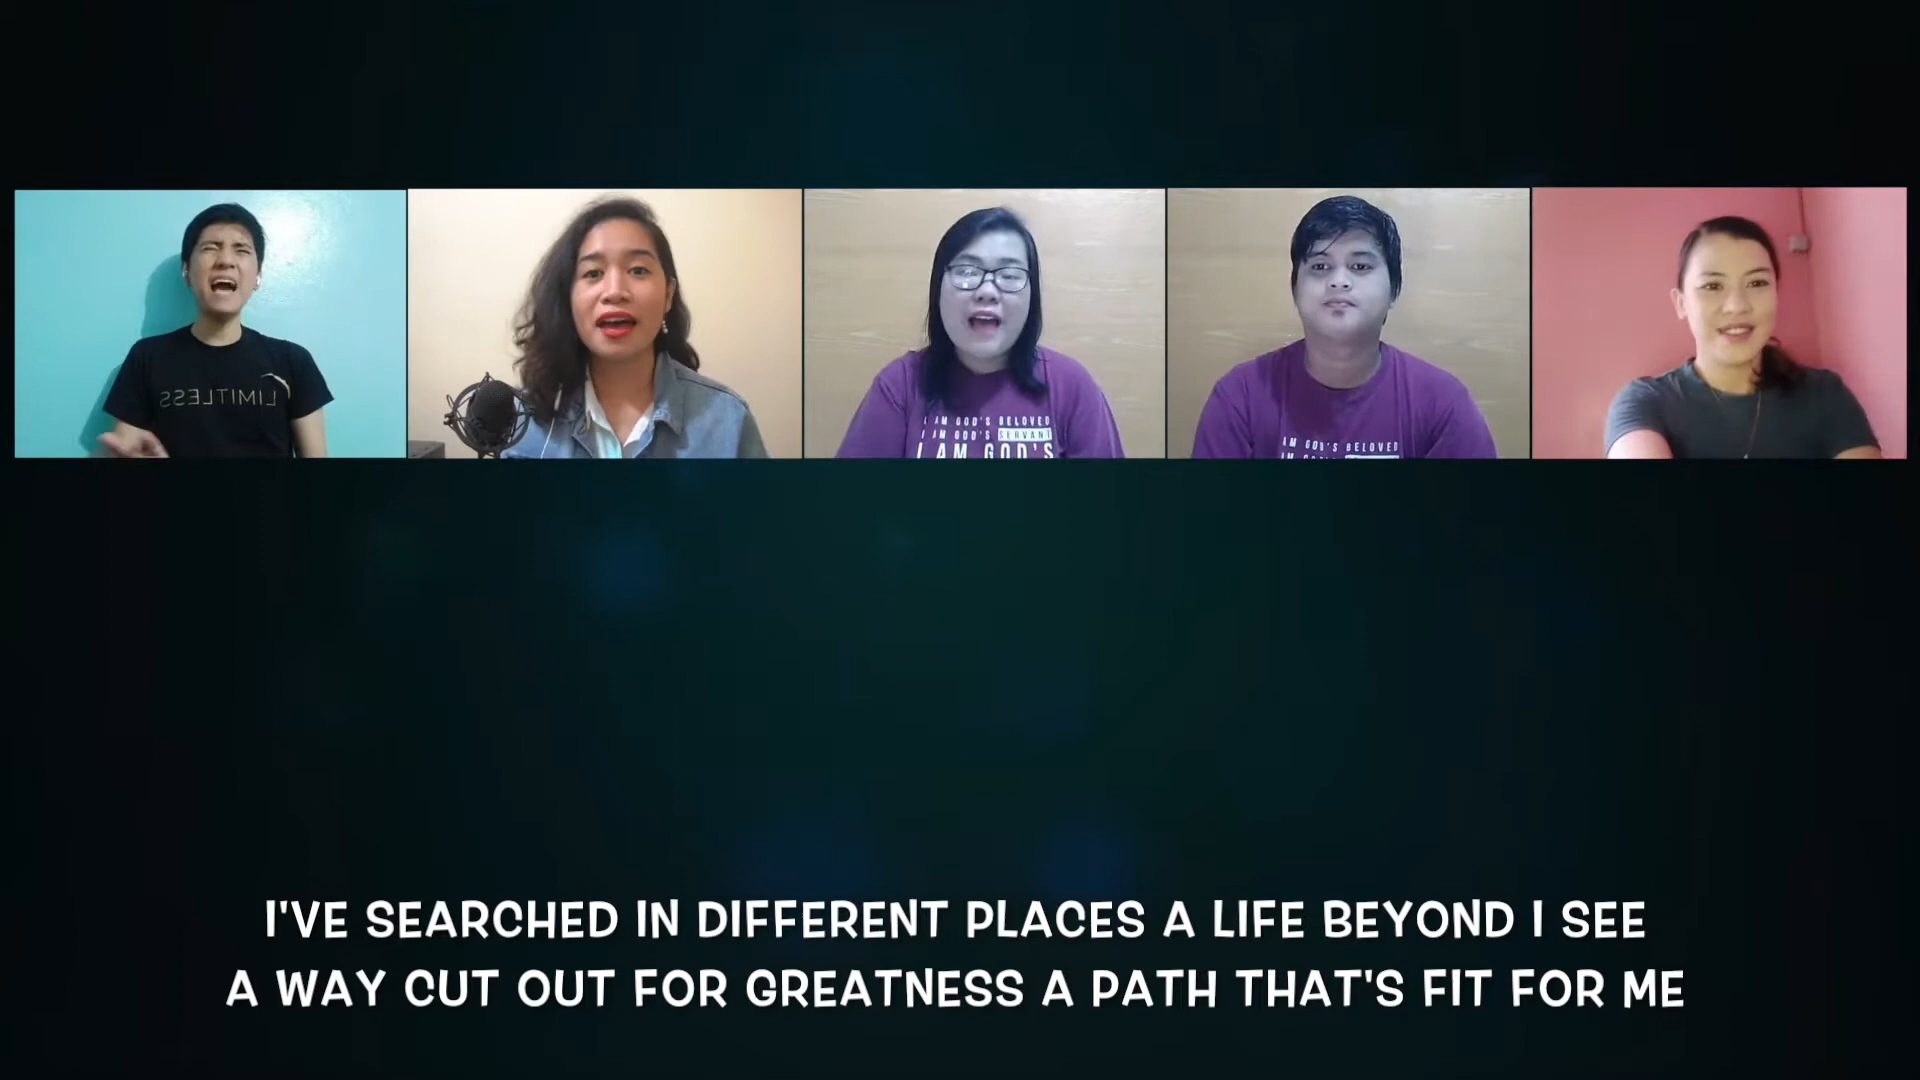 LIMITLESS
I AM GOD'S BELOVED
I AM GOD'S SERVANT
I AM GOD'S
I AM GOD'S BELOVED
I'VE SEARCHED IN DIFFERENT PLACES A LIFE BEYOND I SEE
A WAY CUT OUT FOR GREATNESS A PATH THAT'S FIT FOR ME